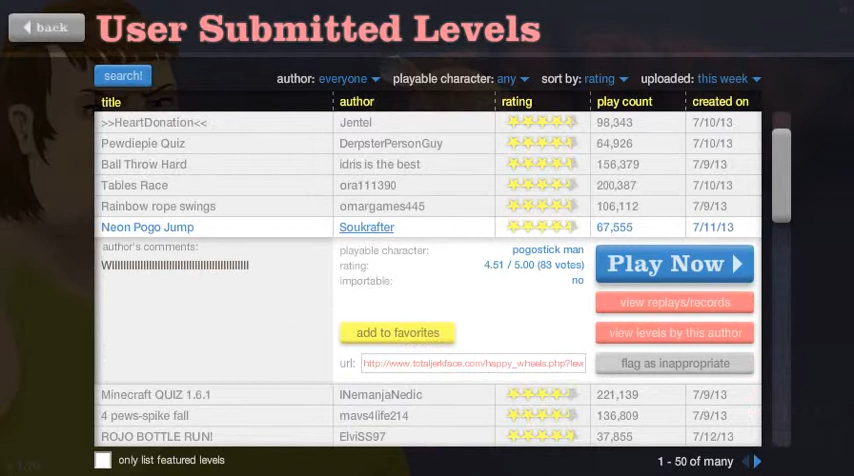 back
User Submitted Levels
search!
author: everyone playable character: any sort by: rating uploaded: this week
title author rating play count created on
>>HeartDonation<< Jentel 98,343 7/10/13
Pewdiepie Quiz DerpsterPersonGuy 64,926 7/10/13
Ball Throw Hard idris is the best 156,379 7/9/13
Tables Race ora111390 200,387 7/10/13
Rainbow rope swings omargames445 106,112 7/9/13
Neon Pogo Jump Soukrafter 67,555 7/11/13
author's comments:
playable character: pogostick man
rating: 4.51 / 5.00 (83 votes)
importable: no
Play Now
view replays/records
add to favorites
view levels by this author
url: http://www.totaljerkface.com/happy_wheels.php?lev
flag as inappropriate
Minecraft QUIZ 1.6.1 INemanjaNedic 221,139 7/9/13
4 pews-spike fall mavs4life214 136,809 7/9/13
ROJO BOTTLE RUN! ElviSS97 37,855 7/12/13
only list featured levels
1 - 50 of many